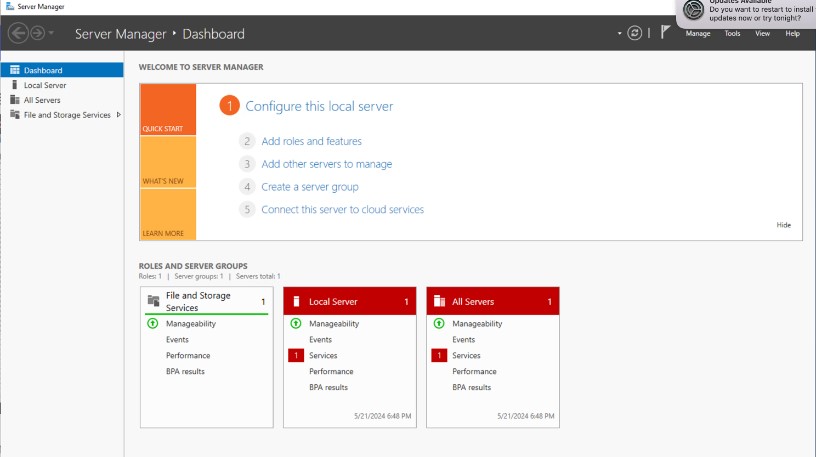 Server Manager
Updates Available
Do you want to restart to install
updates now or try tonight?
Server Manager • Dashboard
Manage Tools View Help
Dashboard
Local Server
All Servers
File and Storage Services
WELCOME TO SERVER MANAGER
QUICK START
WHAT'S NEW
LEARN MORE
1 Configure this local server
2 Add roles and features
3 Add other servers to manage
4 Create a server group
5 Connect this server to cloud services
Hide
ROLES AND SERVER GROUPS
Roles: 1 | Server groups: 1 | Servers total: 1
File and Storage
Services 1
Manageability
Events
Performance
BPA results
Local Server 1
Manageability
Events
1 Services
Performance
BPA results
5/21/2024 6:48 PM
All Servers 1
Manageability
Events
1 Services
Performance
BPA results
5/21/2024 6:48 PM